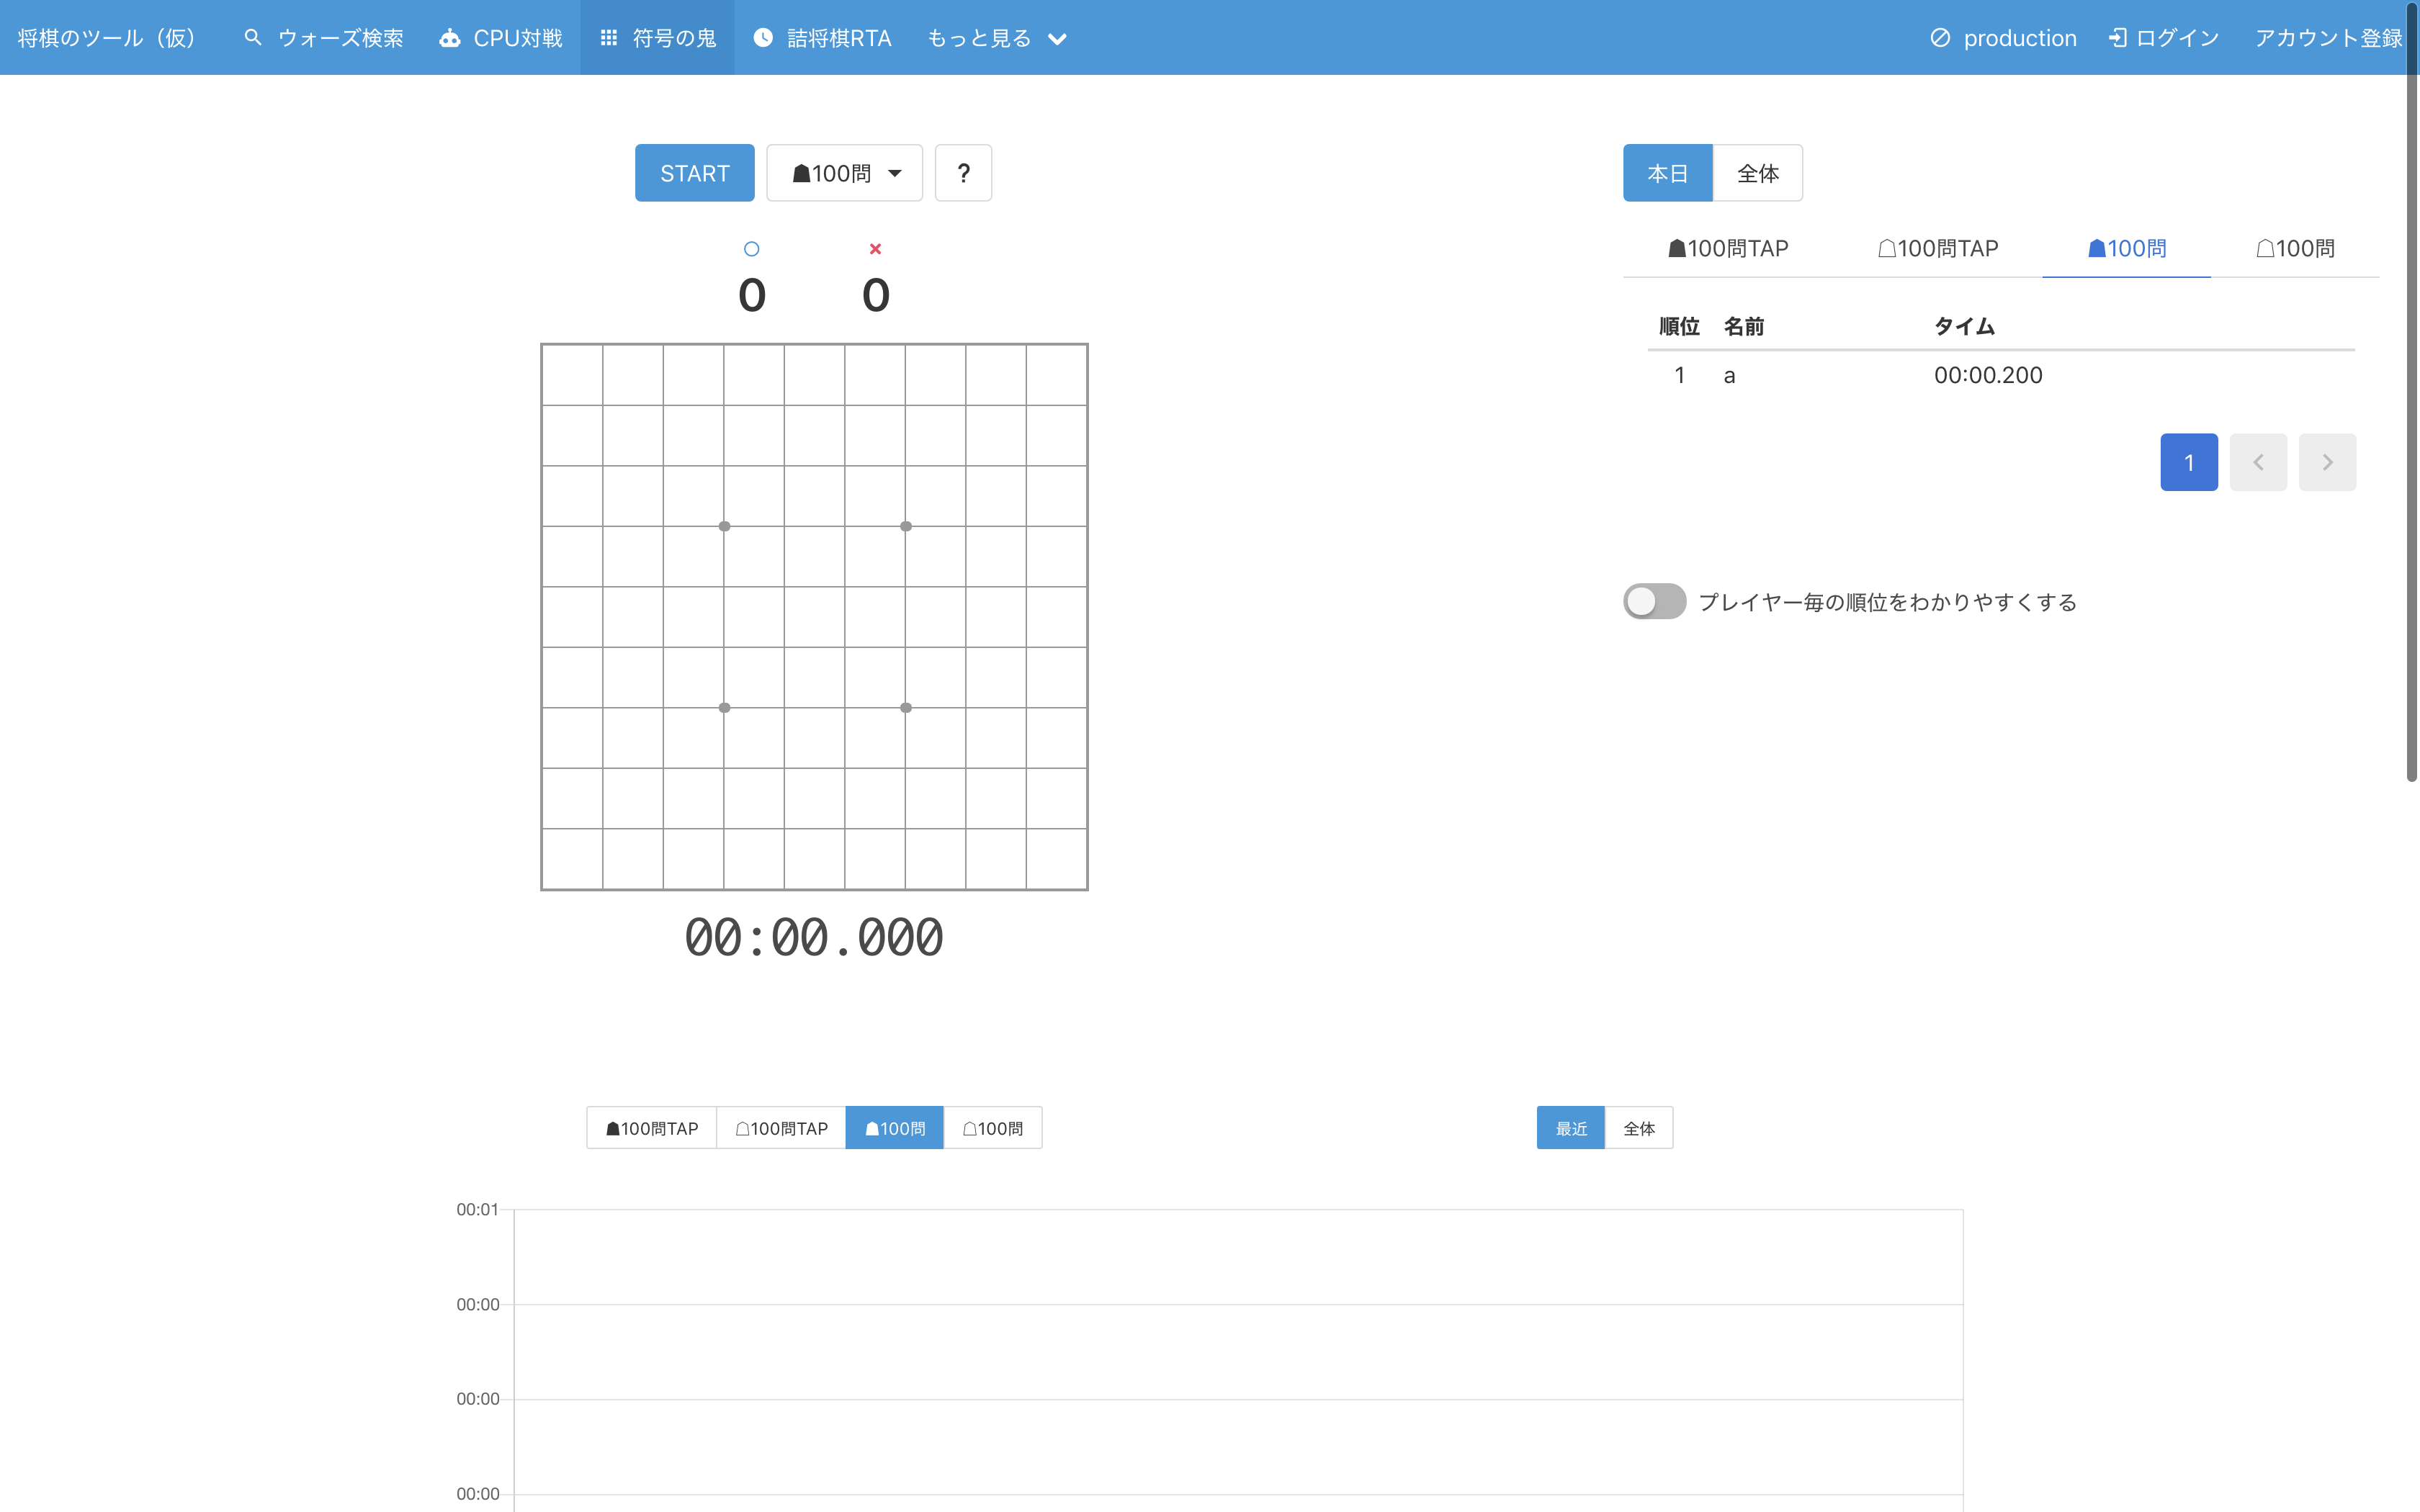 将棋のツール（仮） ウォーズ検索 CPU対戦 符号の鬼 詰将棋RTA もっと見る production ログイン アカウント登録
START ☗100問 ?
0 0
00:00.000
本日 全体
☗100問TAP ☖100問TAP ☗100問 ☖100問
順位 名前 タイム
1 a 00:00.200
1
プレイヤー毎の順位をわかりやすくする
☗100問TAP ☖100問TAP ☗100問 ☖100問 最近 全体
00:01
00:00
00:00
00:00